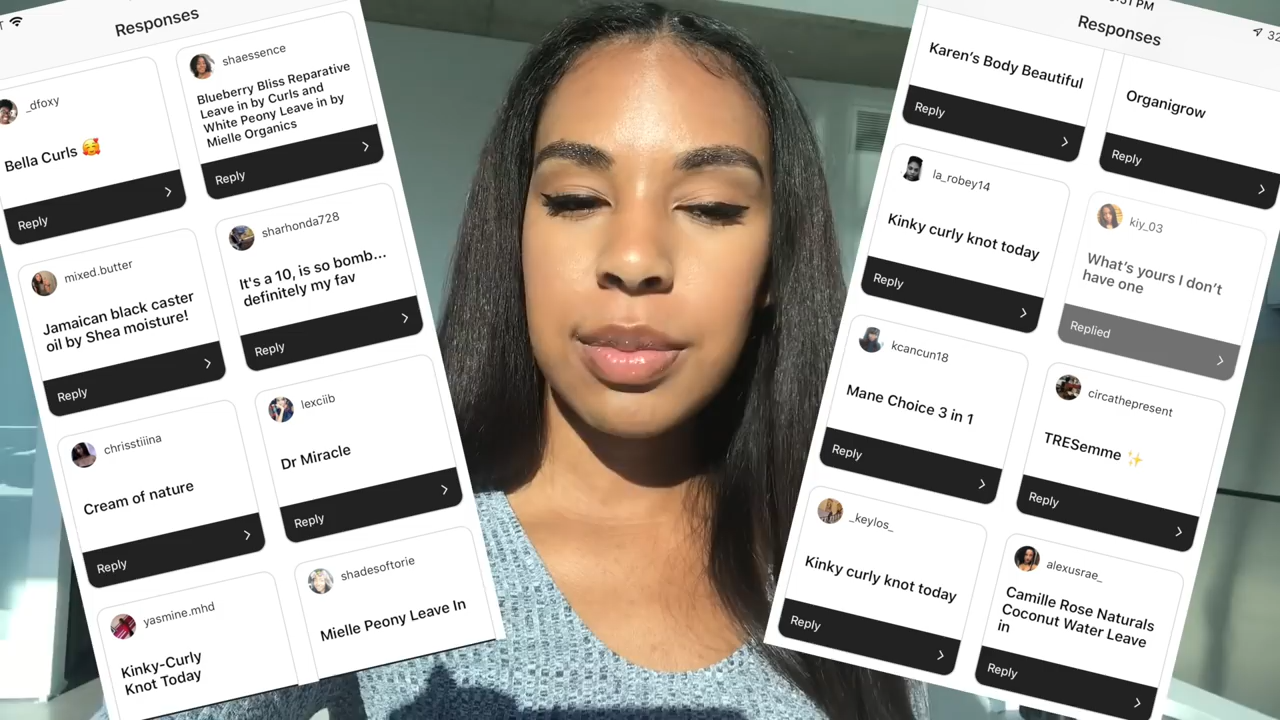 Responses
_dfoxy
Bella Curls 🥰
Reply
shaessence
Blueberry Bliss Reparative
Leave in by Curls and
White Peony Leave in by
Mielle Organics
Reply
mixed.butter
Jamaican black caster
oil by Shea moisture!
Reply
sharhonda728
It's a 10, is so bomb...
definitely my fav
Reply
chrisstiiina
Cream of nature
Reply
lexciib
Dr Miracle
Reply
yasmine.mhd
Kinky-Curly
Knot Today
shadesoftorie
Mielle Peony Leave In
PM
32
Responses
Karen's Body Beautiful
Reply
Organigrow
Reply
la_robey14
Kinky curly knot today
Reply
kiy_03
What's yours I don't
have one
Replied
kcancun18
Mane Choice 3 in 1
Reply
circathepresent
TRESemme ✨
Reply
_keylos_
Kinky curly knot today
Reply
alexusrae_
Camille Rose Naturals
Coconut Water Leave
in
Reply